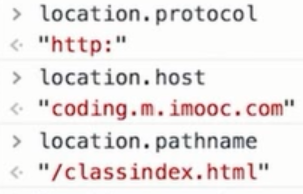 > location.protocol
< "http:"
> location.host
< "coding.m.imooc.com"
> location.pathname
< "/classindex.html"